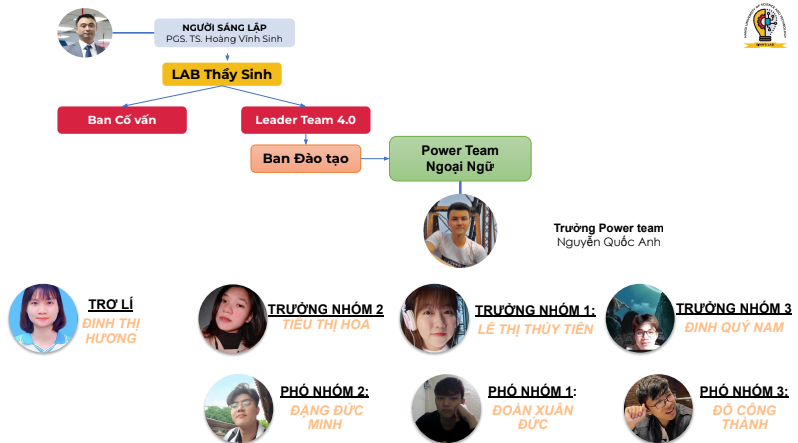 NGƯỜI SÁNG LẬP
PGS. TS. Hoàng Vĩnh Sinh
LAB Thầy Sinh
Ban Cố vấn
Leader Team 4.0
Ban Đào tạo
Power Team
Ngoại Ngữ
Trưởng Power team
Nguyễn Quốc Anh
TRỢ LÍ
ĐINH THỊ
HƯƠNG
TRƯỞNG NHÓM 2
TIÊU THỊ HOA
TRƯỞNG NHÓM 1:
LÊ THỊ THỦY TIÊN
TRƯỞNG NHÓM 3
ĐINH QUÝ NAM
PHÓ NHÓM 2:
ĐẶNG ĐỨC
MINH
PHÓ NHÓM 1:
ĐOÀN XUÂN
ĐỨC
PHÓ NHÓM 3:
ĐỖ CÔNG
THÀNH